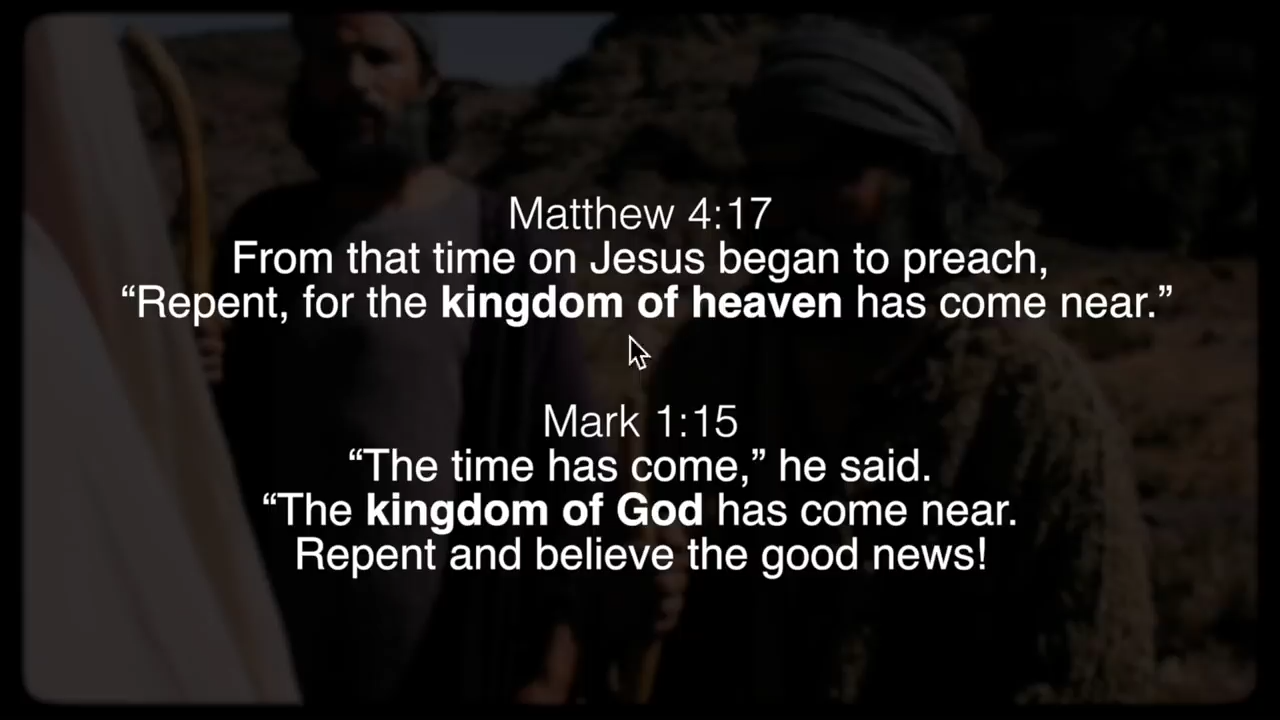 Matthew 4:17
From that time on Jesus began to preach,
“Repent, for the kingdom of heaven has come near.”
Mark 1:15
“The time has come,” he said.
“The kingdom of God has come near.
Repent and believe the good news!